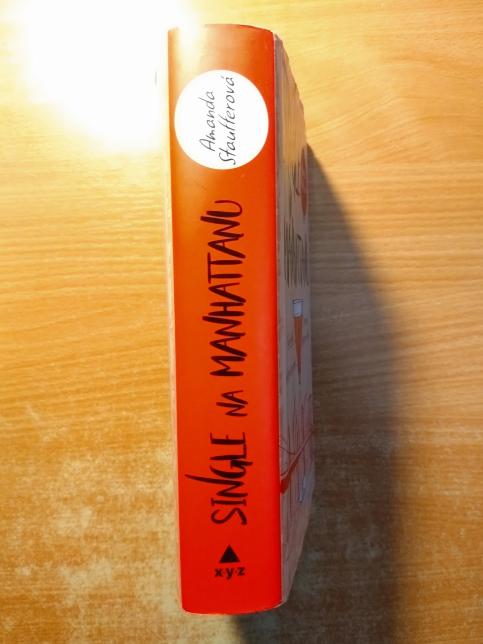 Amanda
Staufferová
SINGLE NA MANHATTANU
x·y·z